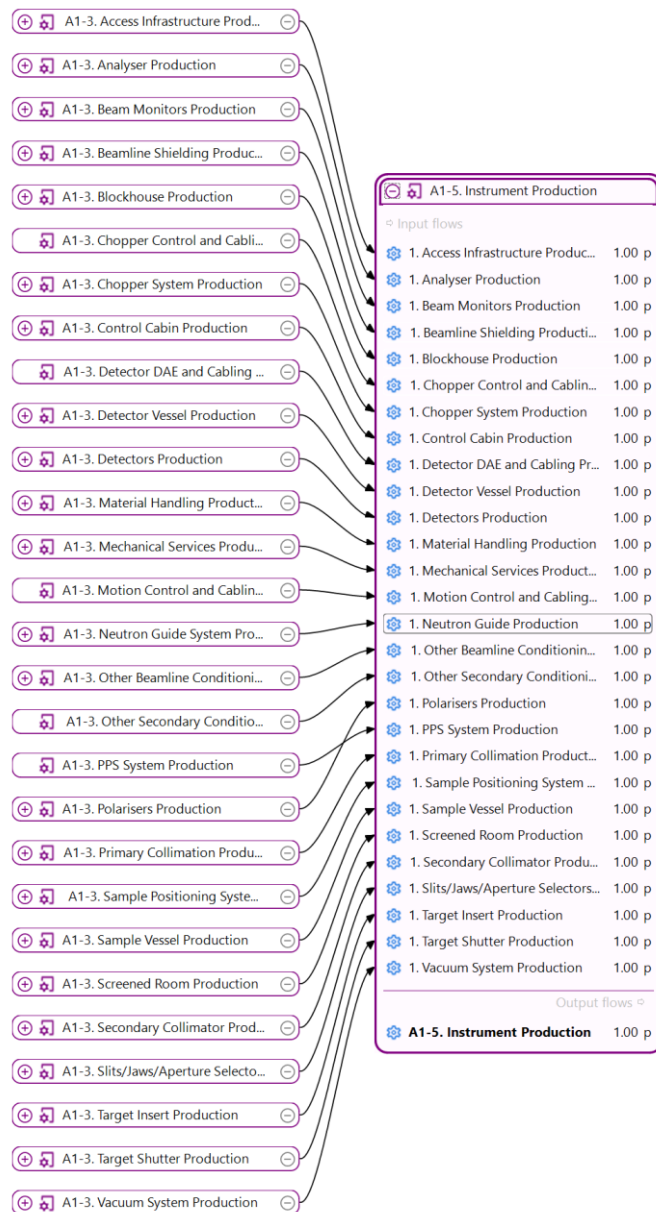 A1-3. Access Infrastructure Prod...
A1-3. Analyser Production
A1-3. Beam Monitors Production
A1-3. Beamline Shielding Produc...
A1-3. Blockhouse Production
A1-3. Chopper Control and Cabli...
A1-3. Chopper System Production
A1-3. Control Cabin Production
A1-3. Detector DAE and Cabling ...
A1-3. Detector Vessel Production
A1-3. Detectors Production
A1-3. Material Handling Product...
A1-3. Mechanical Services Produ...
A1-3. Motion Control and Cablin...
A1-3. Neutron Guide System Pro...
A1-3. Other Beamline Conditioni...
A1-3. Other Secondary Conditio...
A1-3. PPS System Production
A1-3. Polarisers Production
A1-3. Primary Collimation Produ...
A1-3. Sample Positioning Syste...
A1-3. Sample Vessel Production
A1-3. Screened Room Production
A1-3. Secondary Collimator Prod...
A1-3. Slits/Jaws/Aperture Selecto...
A1-3. Target Insert Production
A1-3. Target Shutter Production
A1-3. Vacuum System Production
A1-5. Instrument Production
Input flows
1. Access Infrastructure Produc... 1.00 p
1. Analyser Production 1.00 p
1. Beam Monitors Production 1.00 p
1. Beamline Shielding Producti... 1.00 p
1. Blockhouse Production 1.00 p
1. Chopper Control and Cablin... 1.00 p
1. Chopper System Production 1.00 p
1. Control Cabin Production 1.00 p
1. Detector DAE and Cabling Pr... 1.00 p
1. Detector Vessel Production 1.00 p
1. Detectors Production 1.00 p
1. Material Handling Production 1.00 p
1. Mechanical Services Product... 1.00 p
1. Motion Control and Cabling... 1.00 p
1. Neutron Guide Production 1.00 p
1. Other Beamline Conditionin... 1.00 p
1. Other Secondary Conditioni... 1.00 p
1. Polarisers Production 1.00 p
1. PPS System Production 1.00 p
1. Primary Collimation Product... 1.00 p
1. Sample Positioning System ... 1.00 p
1. Sample Vessel Production 1.00 p
1. Screened Room Production 1.00 p
1. Secondary Collimator Produ... 1.00 p
1. Slits/Jaws/Aperture Selectors... 1.00 p
1. Target Insert Production 1.00 p
1. Target Shutter Production 1.00 p
1. Vacuum System Production 1.00 p
Output flows
A1-5. Instrument Production 1.00 p